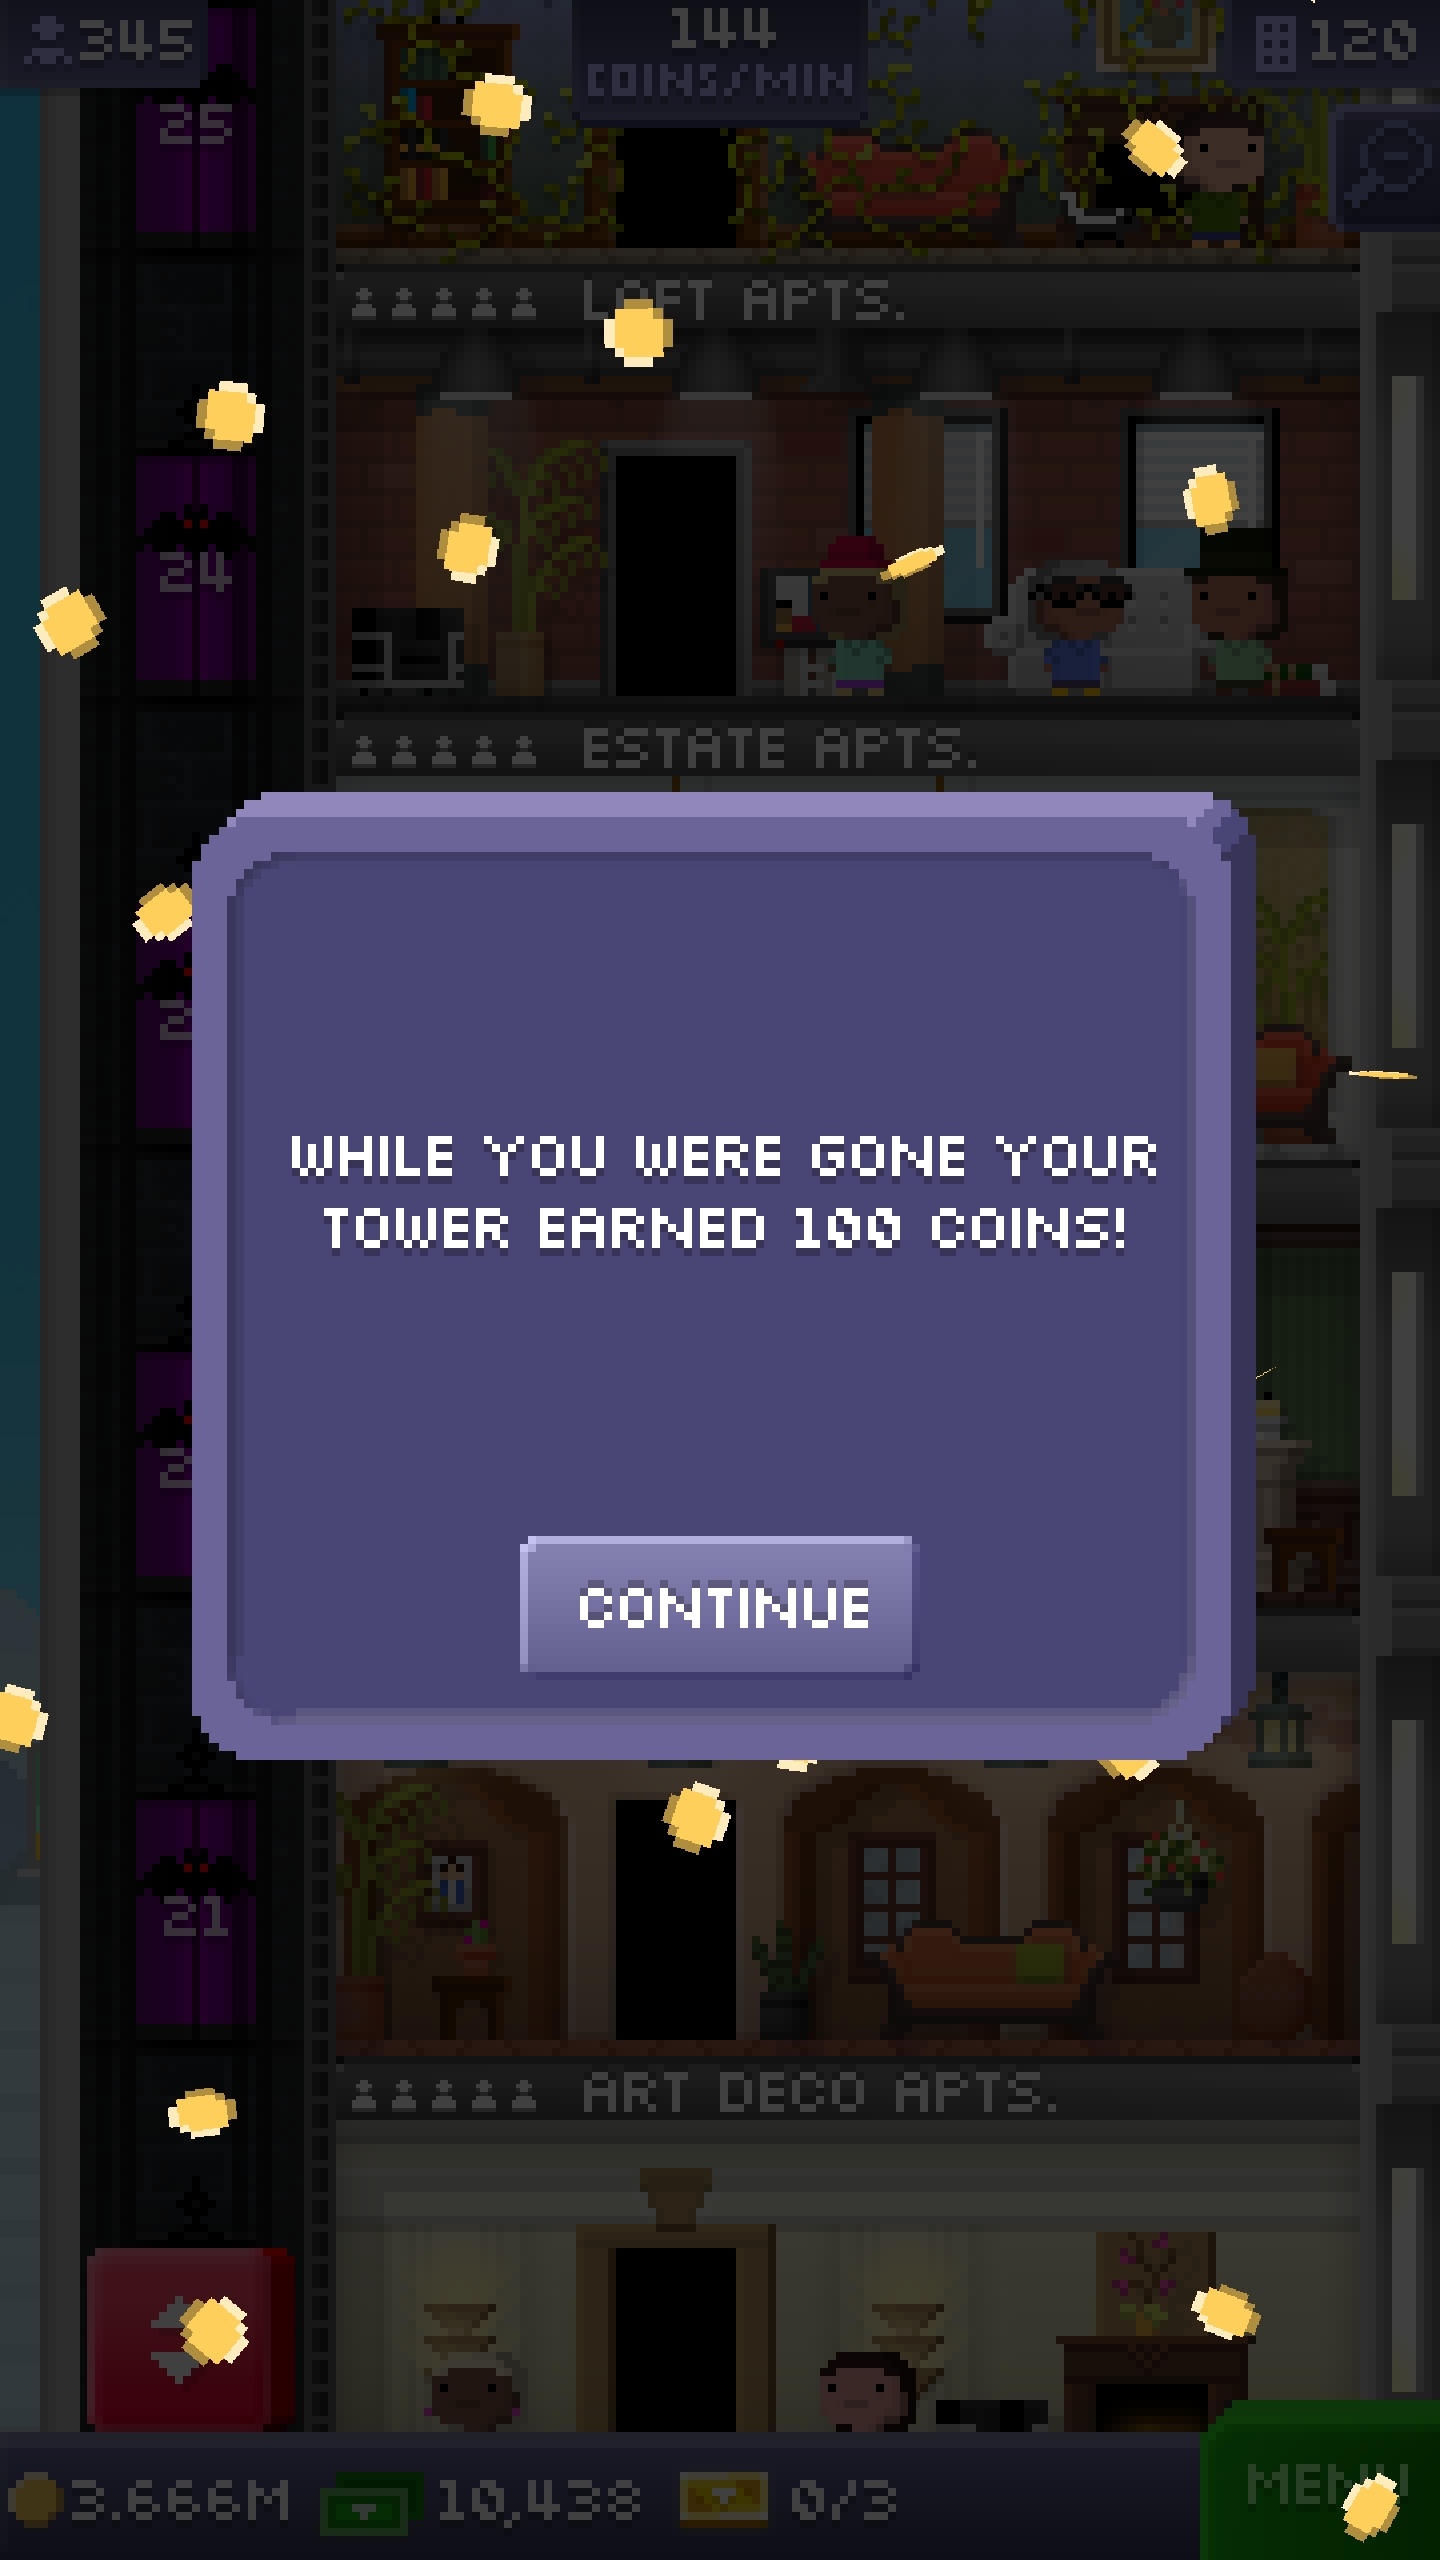 345
144
COINS/MIN
120
25
LOFT APTS.
24
ESTATE APTS.
WHILE YOU WERE GONE YOUR
TOWER EARNED 100 COINS!
CONTINUE
21
ART DECO APTS.
3.666M 10,438 0/3
MENU